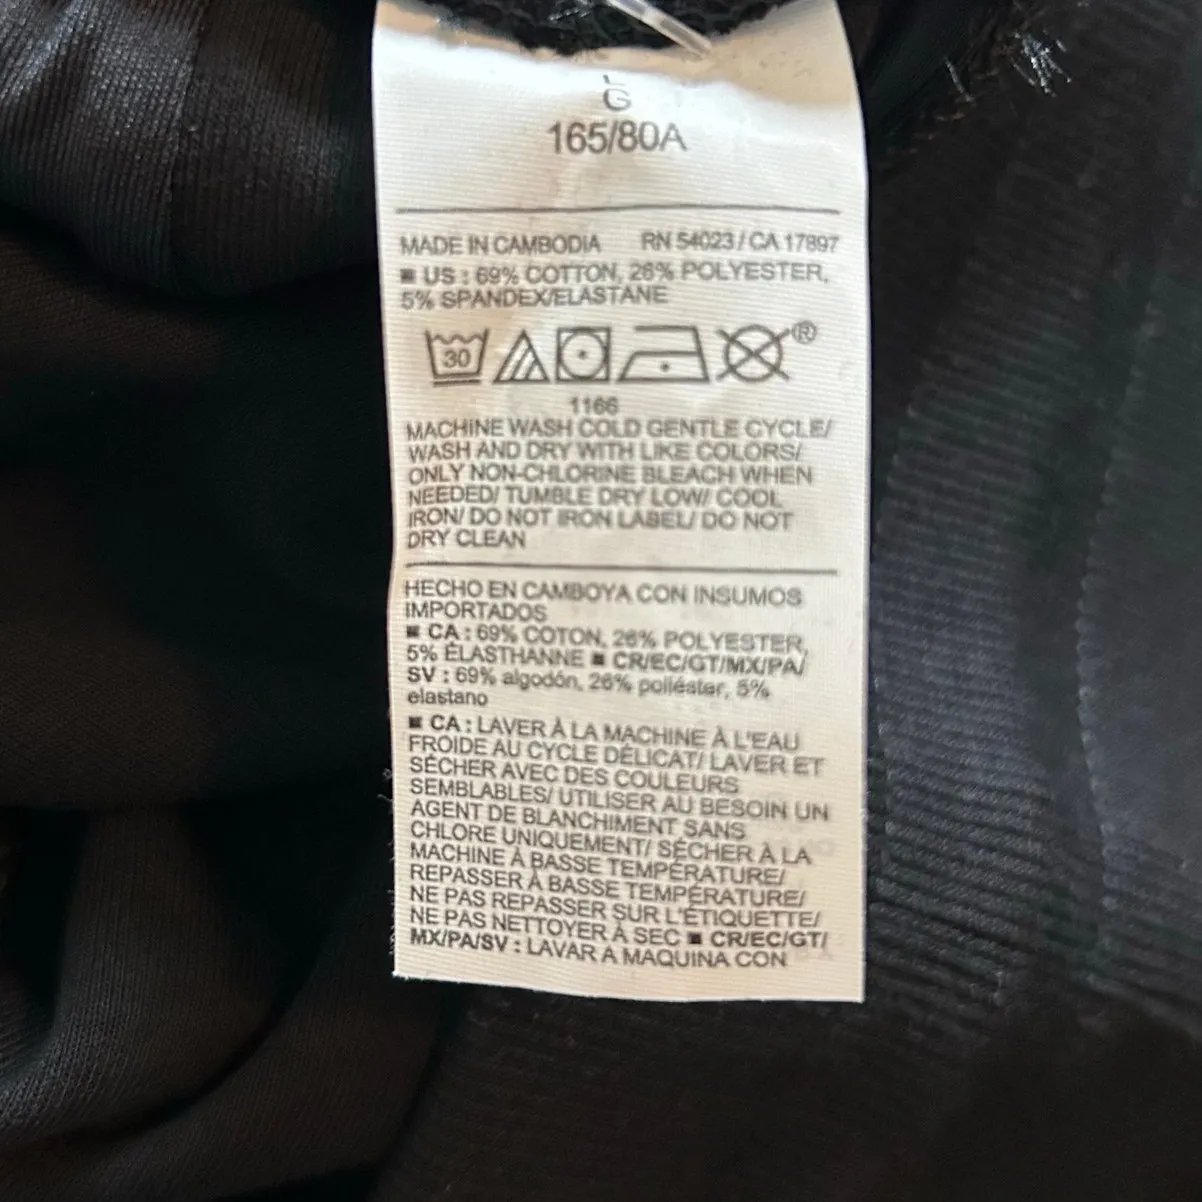 L
G
165/80A
MADE IN CAMBODIA RN 54023 / CA 17897
■ US : 69% COTTON, 26% POLYESTER,
5% SPANDEX/ELASTANE
30 ®
1166
MACHINE WASH COLD GENTLE CYCLE/
WASH AND DRY WITH LIKE COLORS/
ONLY NON-CHLORINE BLEACH WHEN
NEEDED/ TUMBLE DRY LOW/ COOL
IRON/ DO NOT IRON LABEL/ DO NOT
DRY CLEAN
HECHO EN CAMBOYA CON INSUMOS
IMPORTADOS
■ CA : 69% COTON, 26% POLYESTER,
5% ÉLASTHANNE ■ CR/EC/GT/MX/PA/
SV : 69% algodón, 26% poliéster, 5%
elastano
■ CA : LAVER À LA MACHINE À L'EAU
FROIDE AU CYCLE DÉLICAT/ LAVER ET
SÉCHER AVEC DES COULEURS
SEMBLABLES/ UTILISER AU BESOIN UN
AGENT DE BLANCHIMENT SANS
CHLORE UNIQUEMENT/ SÉCHER À LA
MACHINE À BASSE TEMPÉRATURE/
REPASSER À BASSE TEMPÉRATURE/
NE PAS REPASSER SUR L'ÉTIQUETTE/
NE PAS NETTOYER À SEC ■ CR/EC/GT/
MX/PA/SV : LAVAR A MAQUINA CON